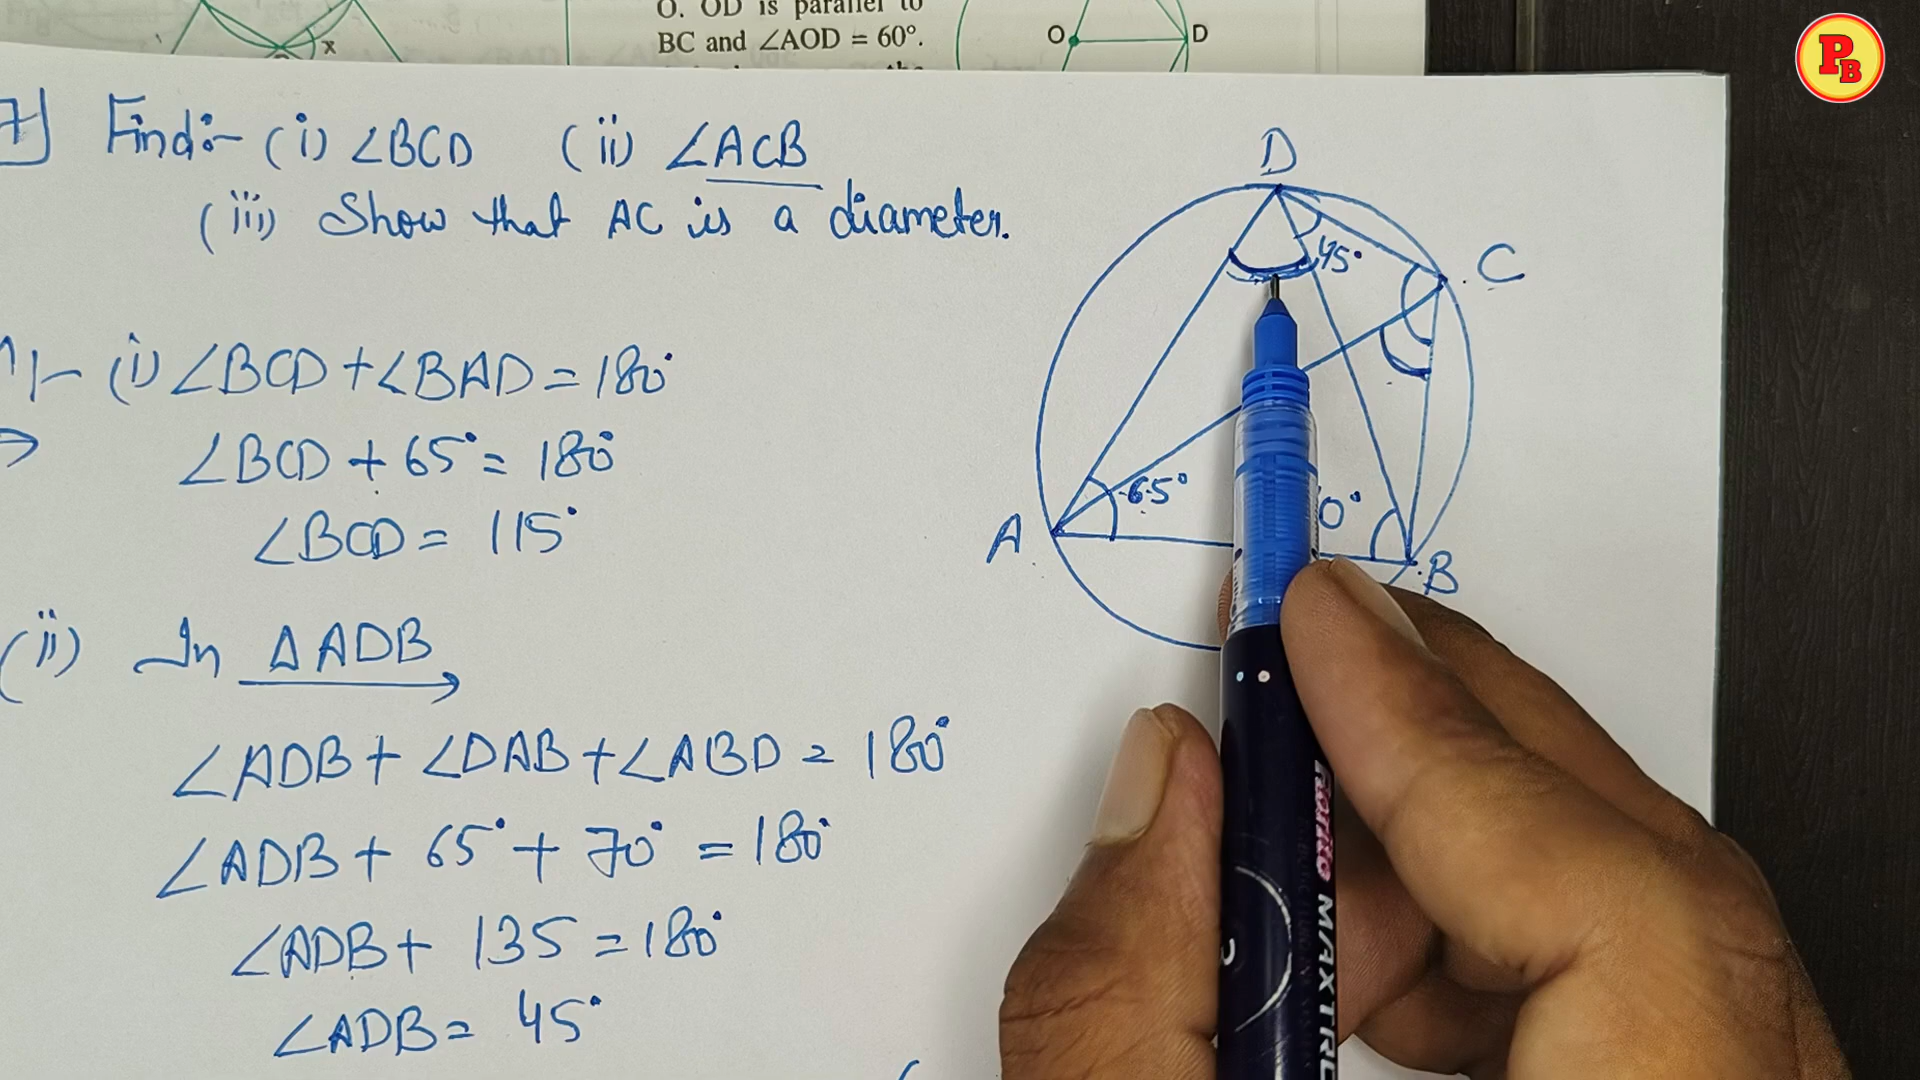 O. OD is parallel to
BC and ∠AOD = 60°.
x
O D
7] Find:- (i) ∠BCD (ii) ∠ACB
(iii) Show that AC is a diameter.
(i) ∠BCD + ∠BAD = 180°
∠BCD + 65° = 180°
∠BCD = 115°
(ii) In ΔADB
∠ADB + ∠DAB + ∠ABD = 180°
∠ADB + 65° + 70° = 180°
∠ADB + 135 = 180°
∠ADB = 45°
D
45°
C
65°
0°
A
B
PB
MAXTR